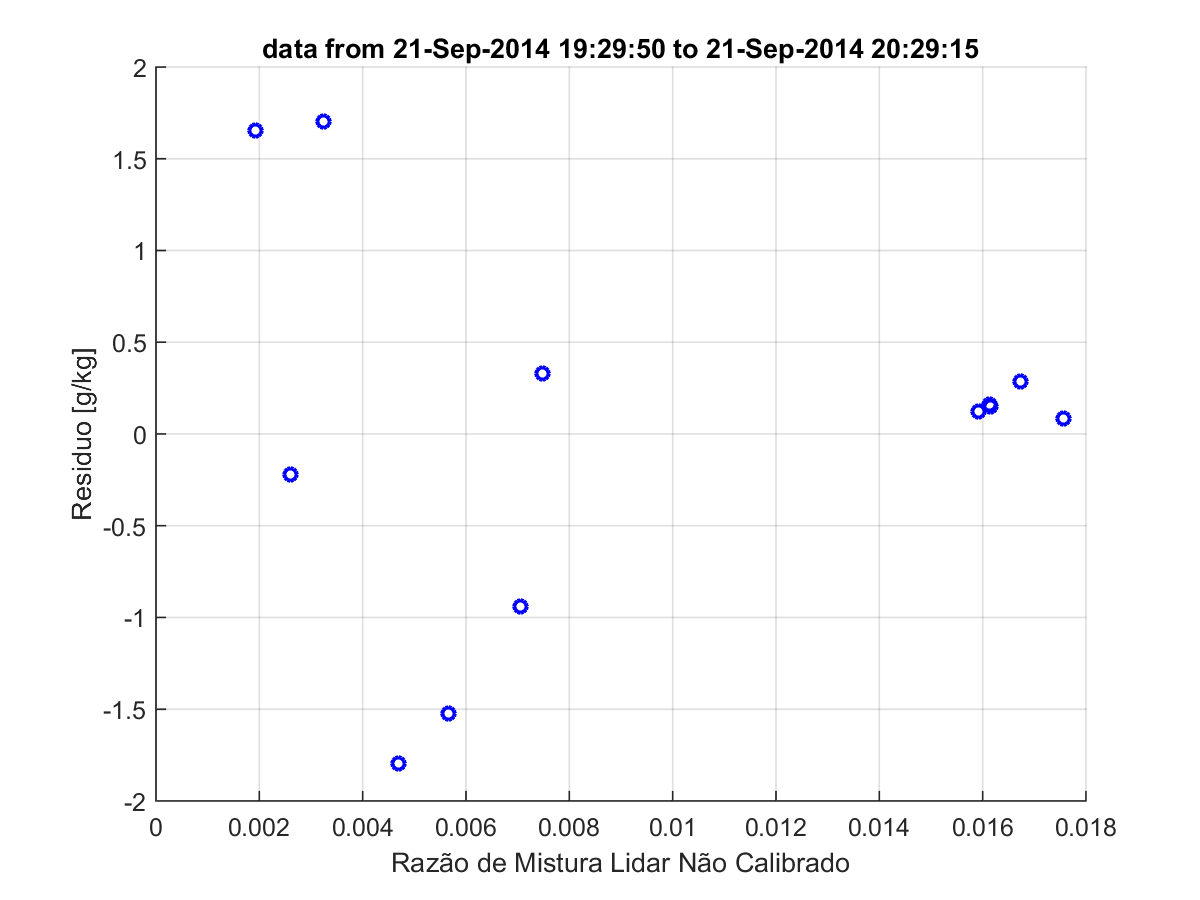 data from 21-Sep-2014 19:29:50 to 21-Sep-2014 20:29:15
2
1.5
1
0.5
0
-0.5
-1
-1.5
-2
Residuo [g/kg]
0 0.002 0.004 0.006 0.008 0.01 0.012 0.014 0.016 0.018
Razão de Mistura Lidar Não Calibrado